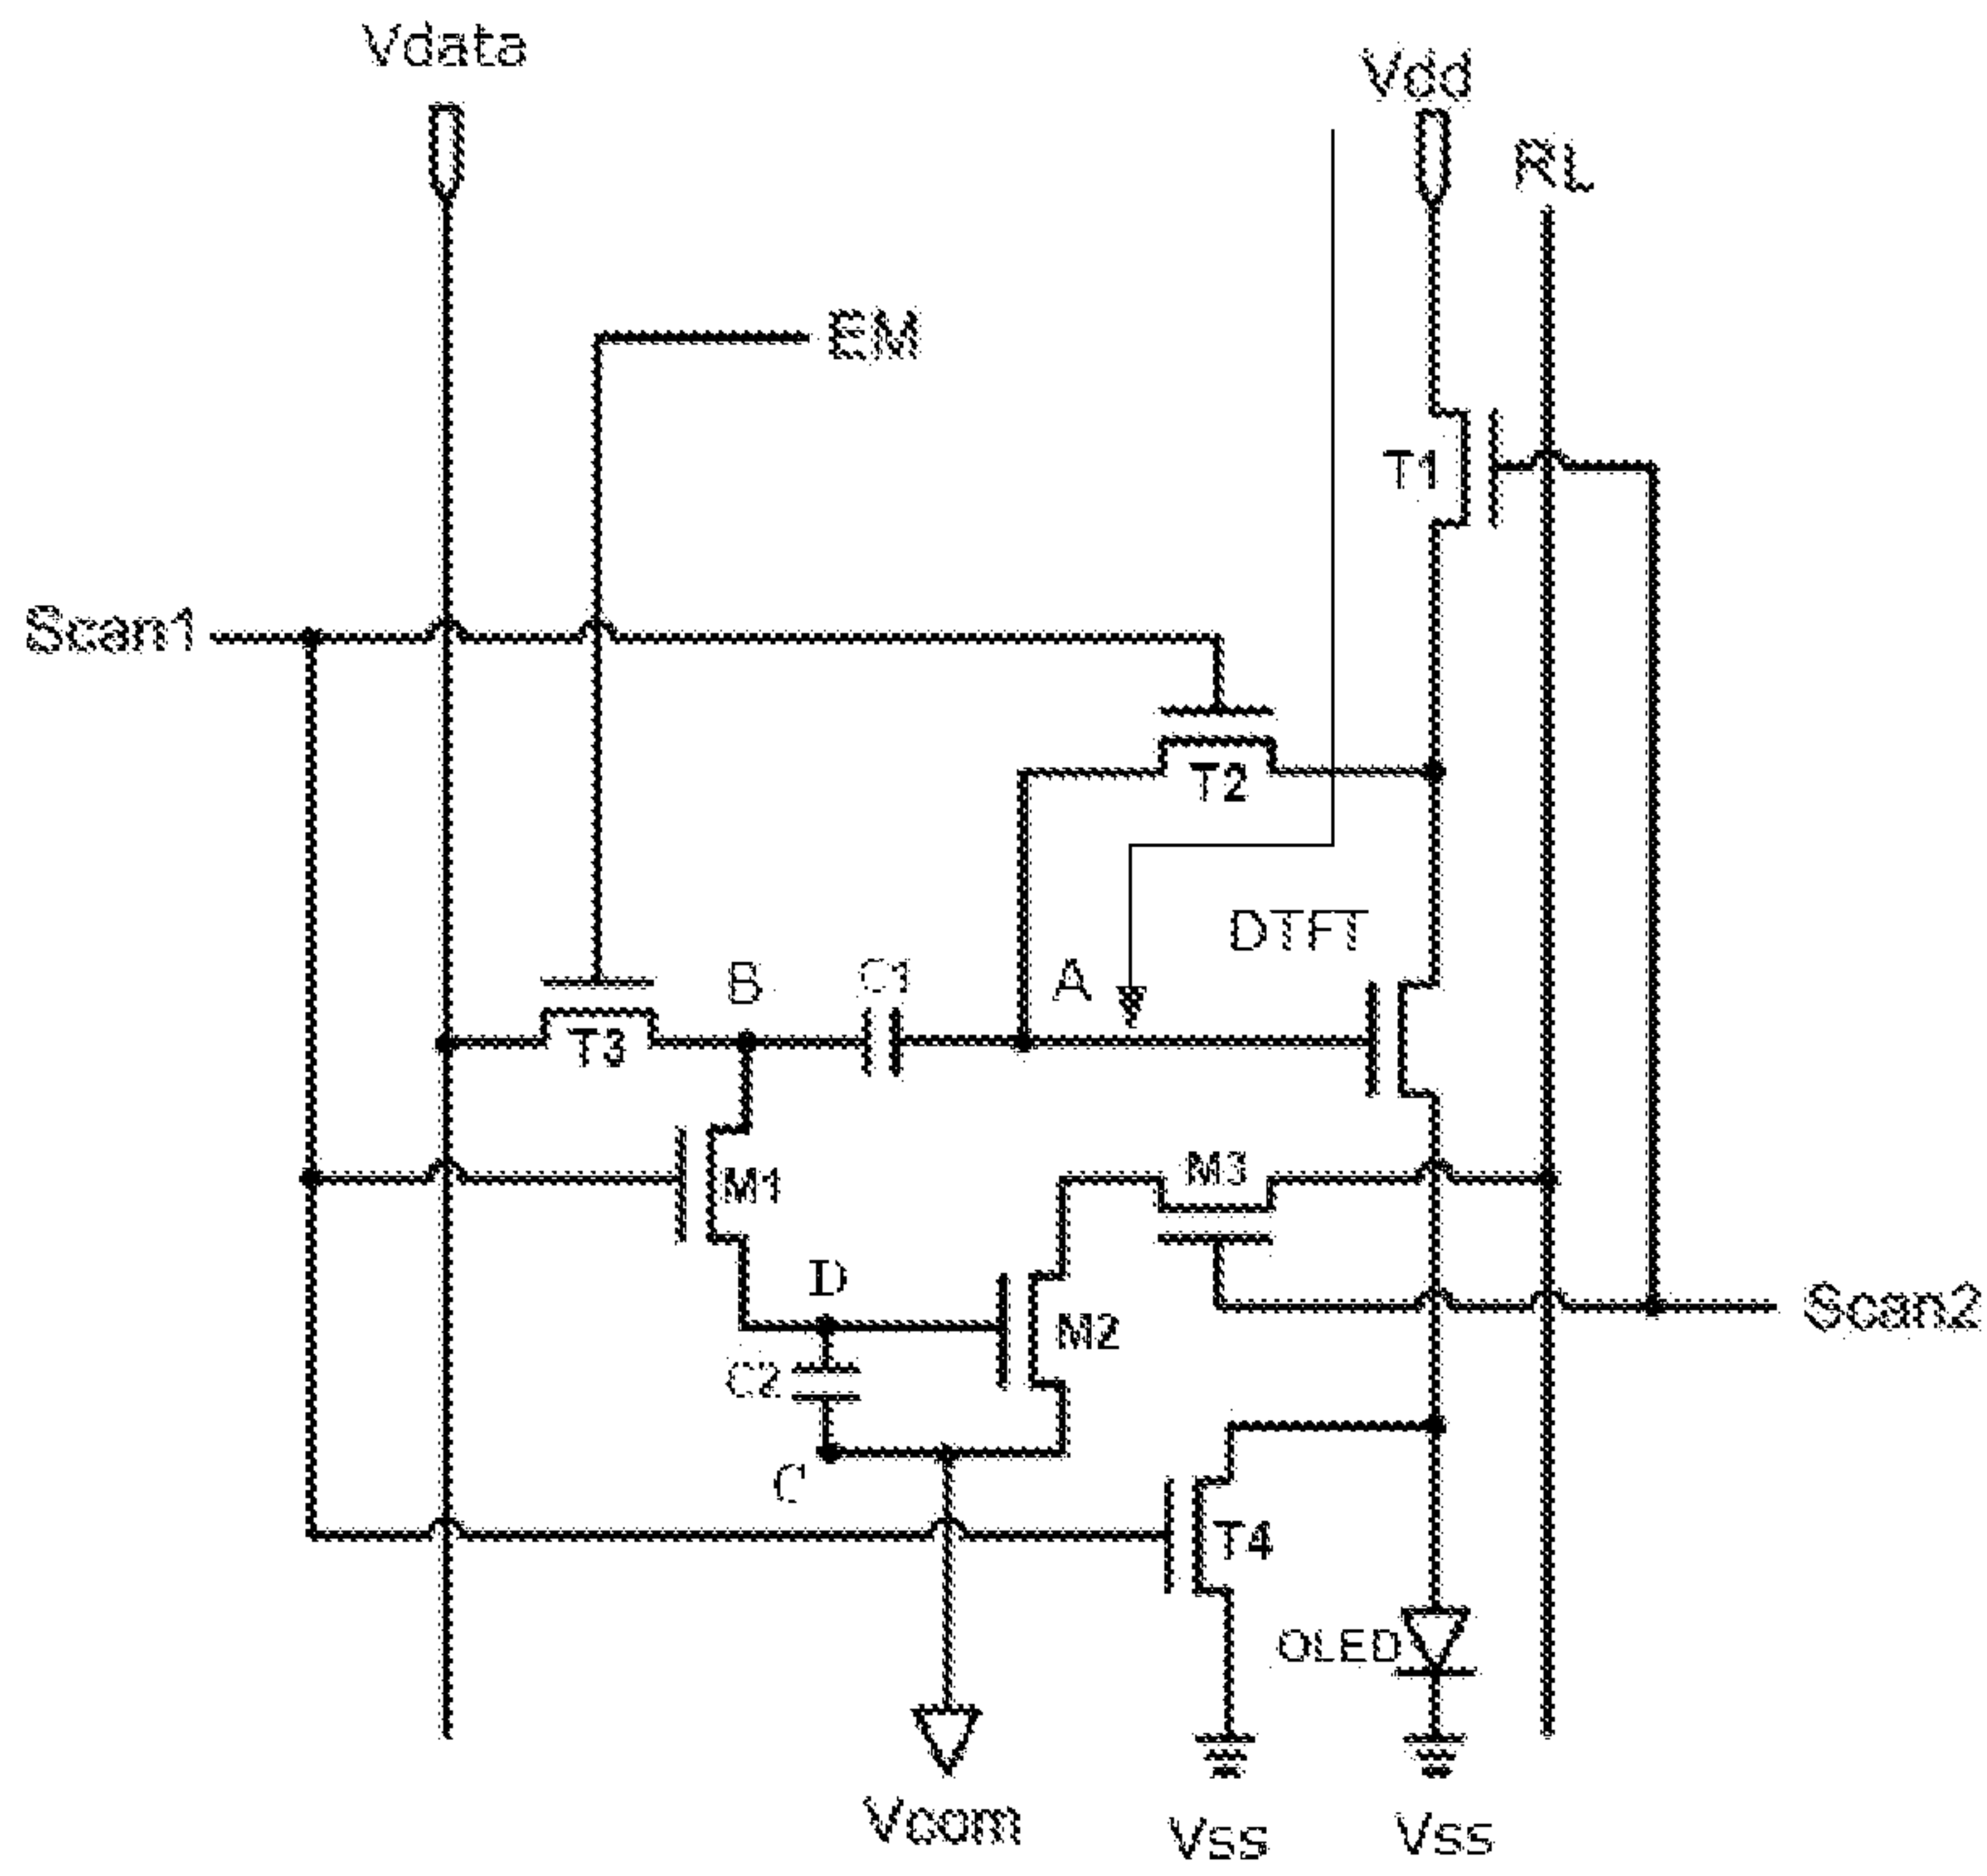 Vdata
Vdd
RL
EM
T1
Scan1
T2
DTFT
B
C1
A
T3
M3
M1
D
Scan2
M2
C2
C
T4
OLED
Vcom
Vss
Vss